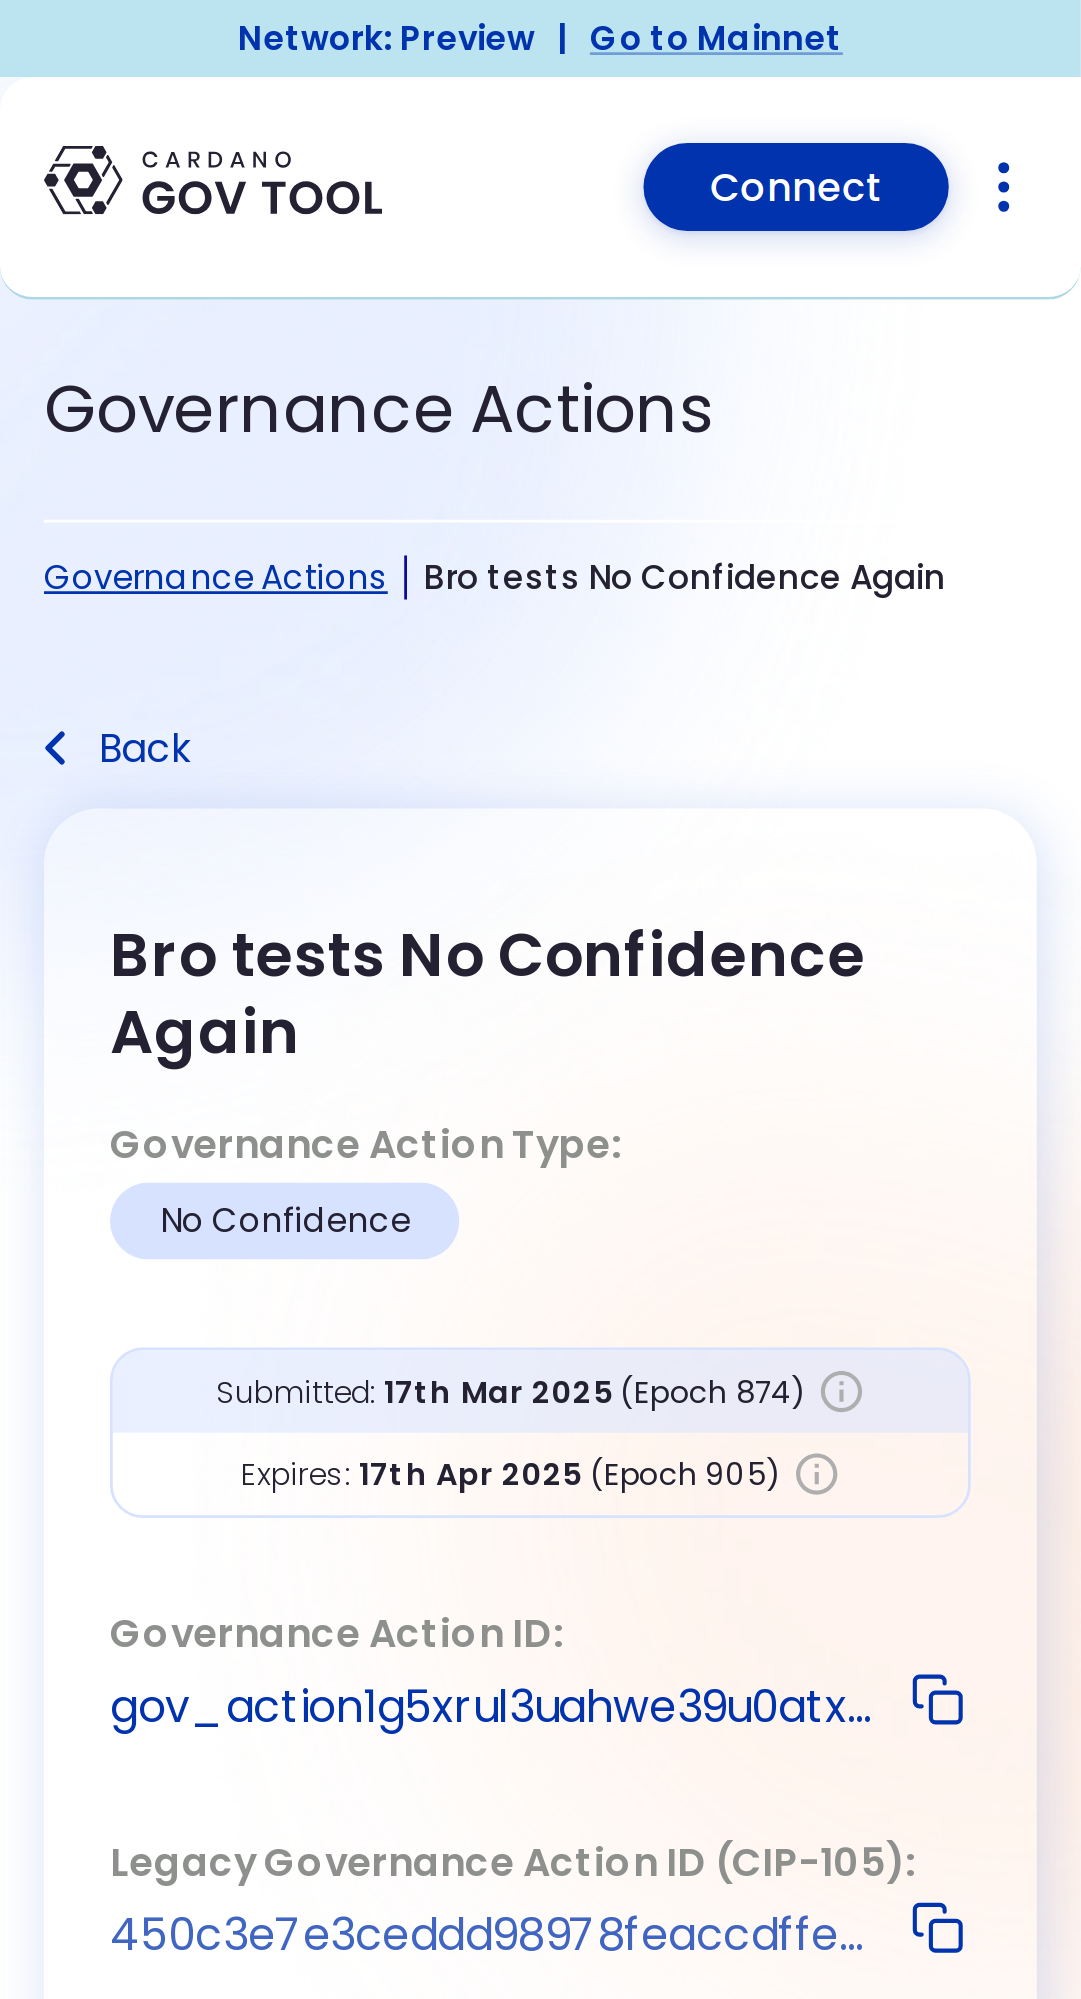 Network: Preview | Go to Mainnet
CARDANO
GOV TOOL
Connect
Governance Actions
Governance Actions | Bro tests No Confidence Again
Back
Bro tests No Confidence
Again
Governance Action Type:
No Confidence
Submitted: 17th Mar 2025 (Epoch 874)
Expires: 17th Apr 2025 (Epoch 905)
Governance Action ID:
gov_action1g5xrul3uahwe39u0atx...
Legacy Governance Action ID (CIP-105):
450c3e7e3ceddd98978feaccdffe...